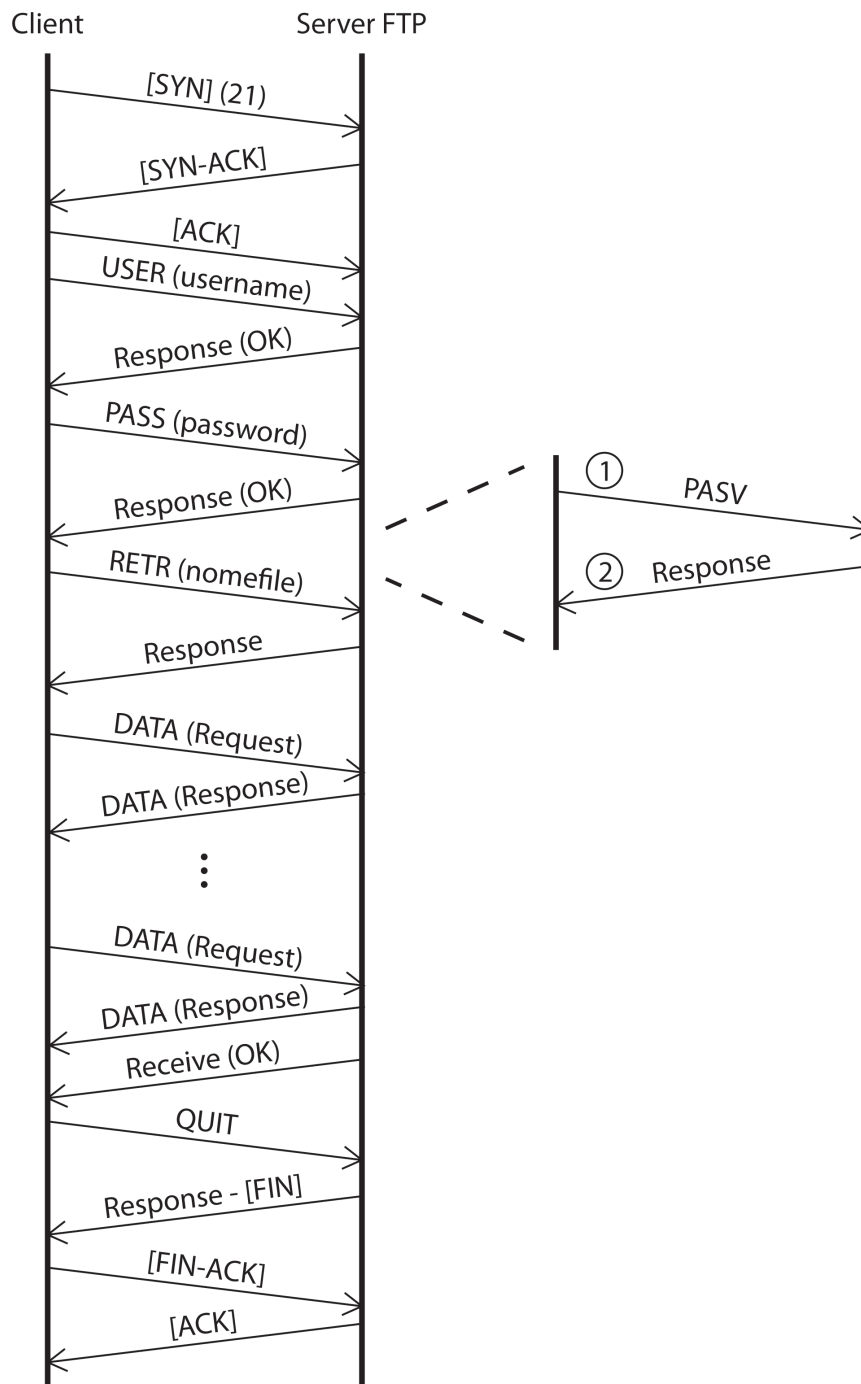 Client
Server FTP
[SYN] (21)
[SYN-ACK]
[ACK]
USER (username)
Response (OK)
PASS (password)
Response (OK)
RETR (nomefile)
Response
DATA (Request)
DATA (Response)
⋮
DATA (Request)
DATA (Response)
Receive (OK)
QUIT
Response - [FIN]
[FIN-ACK]
[ACK]
① PASV
② Response